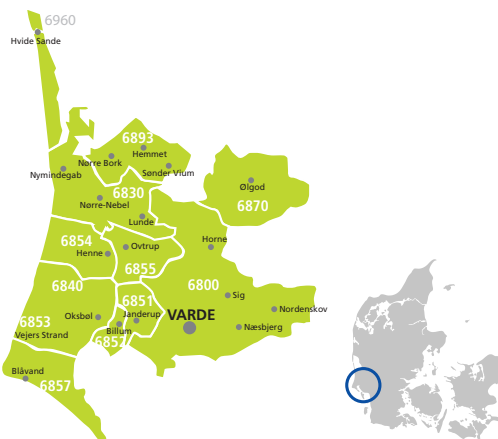 6960
Hvide Sande
6893
Hemmet
Nørre Bork
Sønder Vium
Nymindegab
6830
Nørre-Nebel
Ølgod
6870
Lunde
6854
Henne
Ovtrup
Horne
6855
6840
6800
6851
Sig
Oksbøl
Janderup
VARDE
Nordenskov
6853
Vejers Strand
Billum
6852
Næsbjerg
Blåvand
6857